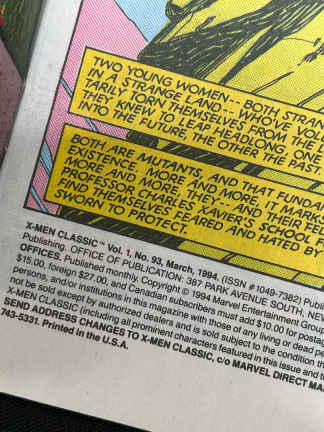 TWO YOUNG WOMEN -- BOTH STRAN
IN A STRANGE LAND -- WHO'VE VOL
TARILY TORN THEMSELVES FROM THE
THEY KNEW TO LEAP HEADLONG, ONE
INTO THE FUTURE, THE OTHER THE PAST.
BOTH ARE MUTANTS, AND THAT FUNDA
EXISTENCE, MORE AND MORE, IT MARKS
MORE AND MORE, THEY -- AND THEIR FEL
PROFESSOR CHARLES XAVIER'S SCHOOL F
FIND THEMSELVES FEARED AND HATED BY
SWORN TO PROTECT.
X-MEN CLASSIC™ Vol. 1, No. 93, March, 1994. (ISSN #1049-7382) Publi
Publishing. OFFICE OF PUBLICATION: 387 PARK AVENUE SOUTH, NEW
OFFICES. Published monthly. Copyright © 1994 Marvel Entertainment Group
$15.00, foreign $27.00, and Canadian subscribers must add $10.00 for postag
persons, and/or institutions in this magazine with those of any living or dead pe
not be sold except by authorized dealers and is sold subject to the condition th
X-MEN CLASSIC (including all prominent characters featured in this issue and t
SEND ADDRESS CHANGES TO X-MEN CLASSIC, c/o MARVEL DIRECT MA
743-5331. Printed in the U.S.A.